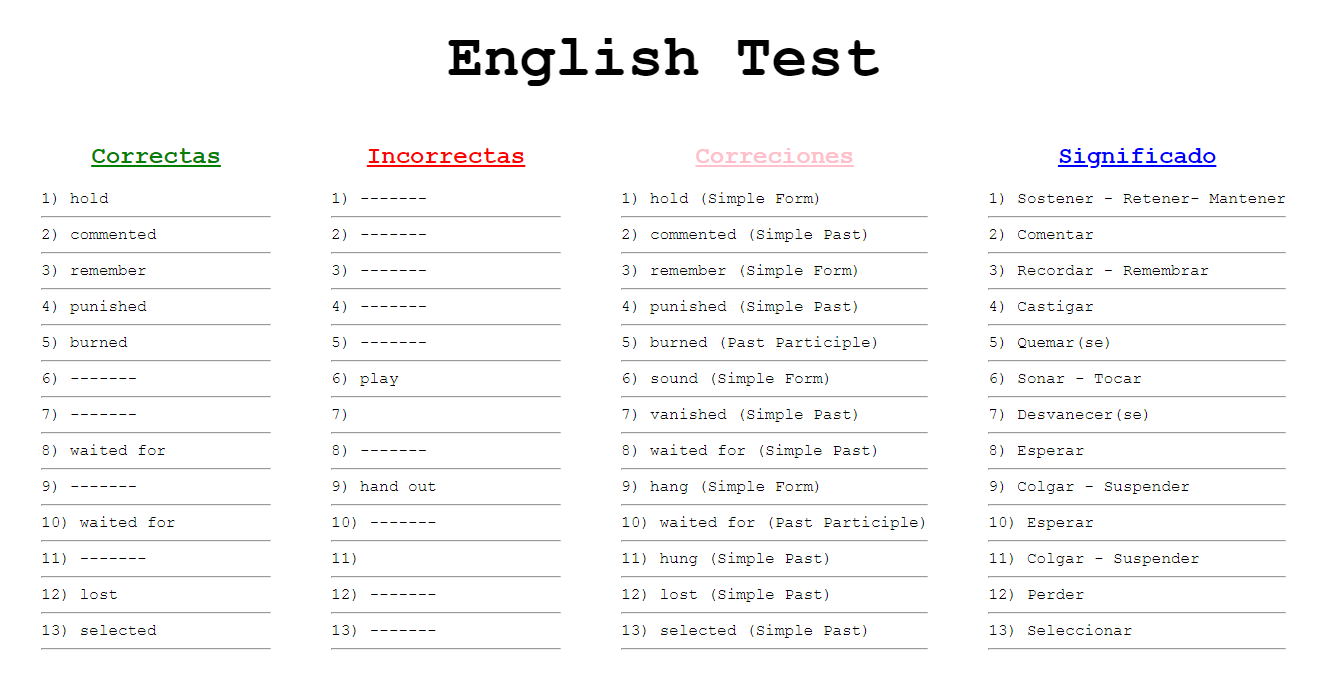 English Test
Correctas Incorrectas Correciones Significado
1) hold 1) ------- 1) hold (Simple Form) 1) Sostener - Retener- Mantener
2) commented 2) ------- 2) commented (Simple Past) 2) Comentar
3) remember 3) ------- 3) remember (Simple Form) 3) Recordar - Remembrar
4) punished 4) ------- 4) punished (Simple Past) 4) Castigar
5) burned 5) ------- 5) burned (Past Participle) 5) Quemar(se)
6) ------- 6) play 6) sound (Simple Form) 6) Sonar - Tocar
7) ------- 7) 7) vanished (Simple Past) 7) Desvanecer(se)
8) waited for 8) ------- 8) waited for (Simple Past) 8) Esperar
9) ------- 9) hand out 9) hang (Simple Form) 9) Colgar - Suspender
10) waited for 10) ------- 10) waited for (Past Participle) 10) Esperar
11) ------- 11) 11) hung (Simple Past) 11) Colgar - Suspender
12) lost 12) ------- 12) lost (Simple Past) 12) Perder
13) selected 13) ------- 13) selected (Simple Past) 13) Seleccionar